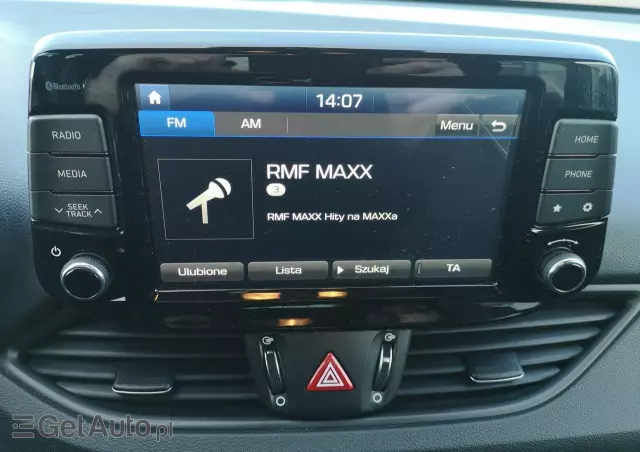 Bluetooth
14:07
FM AM Menu
RADIO
MEDIA
SEEK
TRACK
HOME
PHONE
RMF MAXX
3
RMF MAXX Hity na MAXXa
Ulubione Lista Szukaj TA
GetAuto.pl